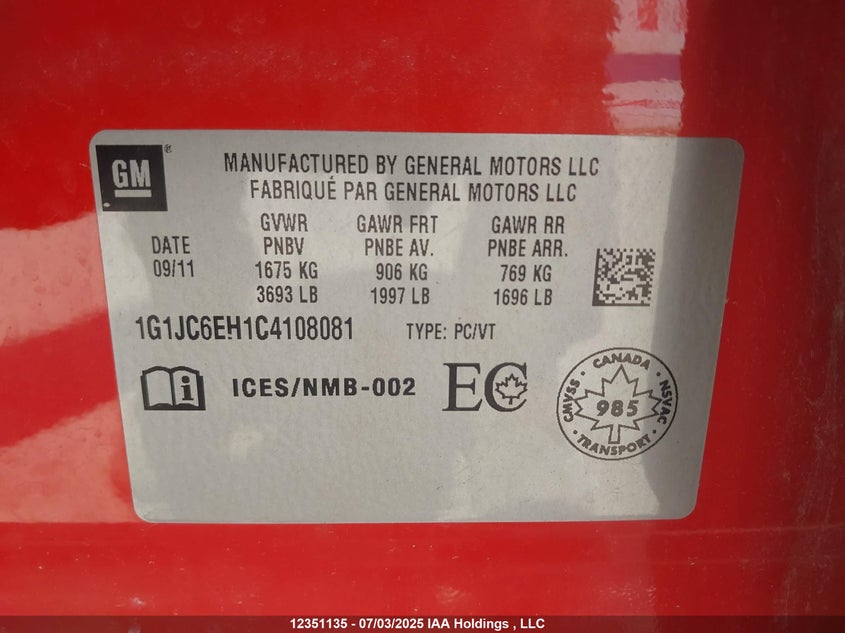 GM®
MANUFACTURED BY GENERAL MOTORS LLC
FABRIQUÉ PAR GENERAL MOTORS LLC
DATE
09/11
GVWR
PNBV
1675 KG
3693 LB
GAWR FRT
PNBE AV.
906 KG
1997 LB
GAWR RR
PNBE ARR.
769 KG
1696 LB
1G1JC6EH1C4108081 TYPE: PC/VT
i ICES/NMB-002 EC
CANADA
CMVSS 985 NSVAC
TRANSPORT
12351135 - 07/03/2025 IAA Holdings , LLC